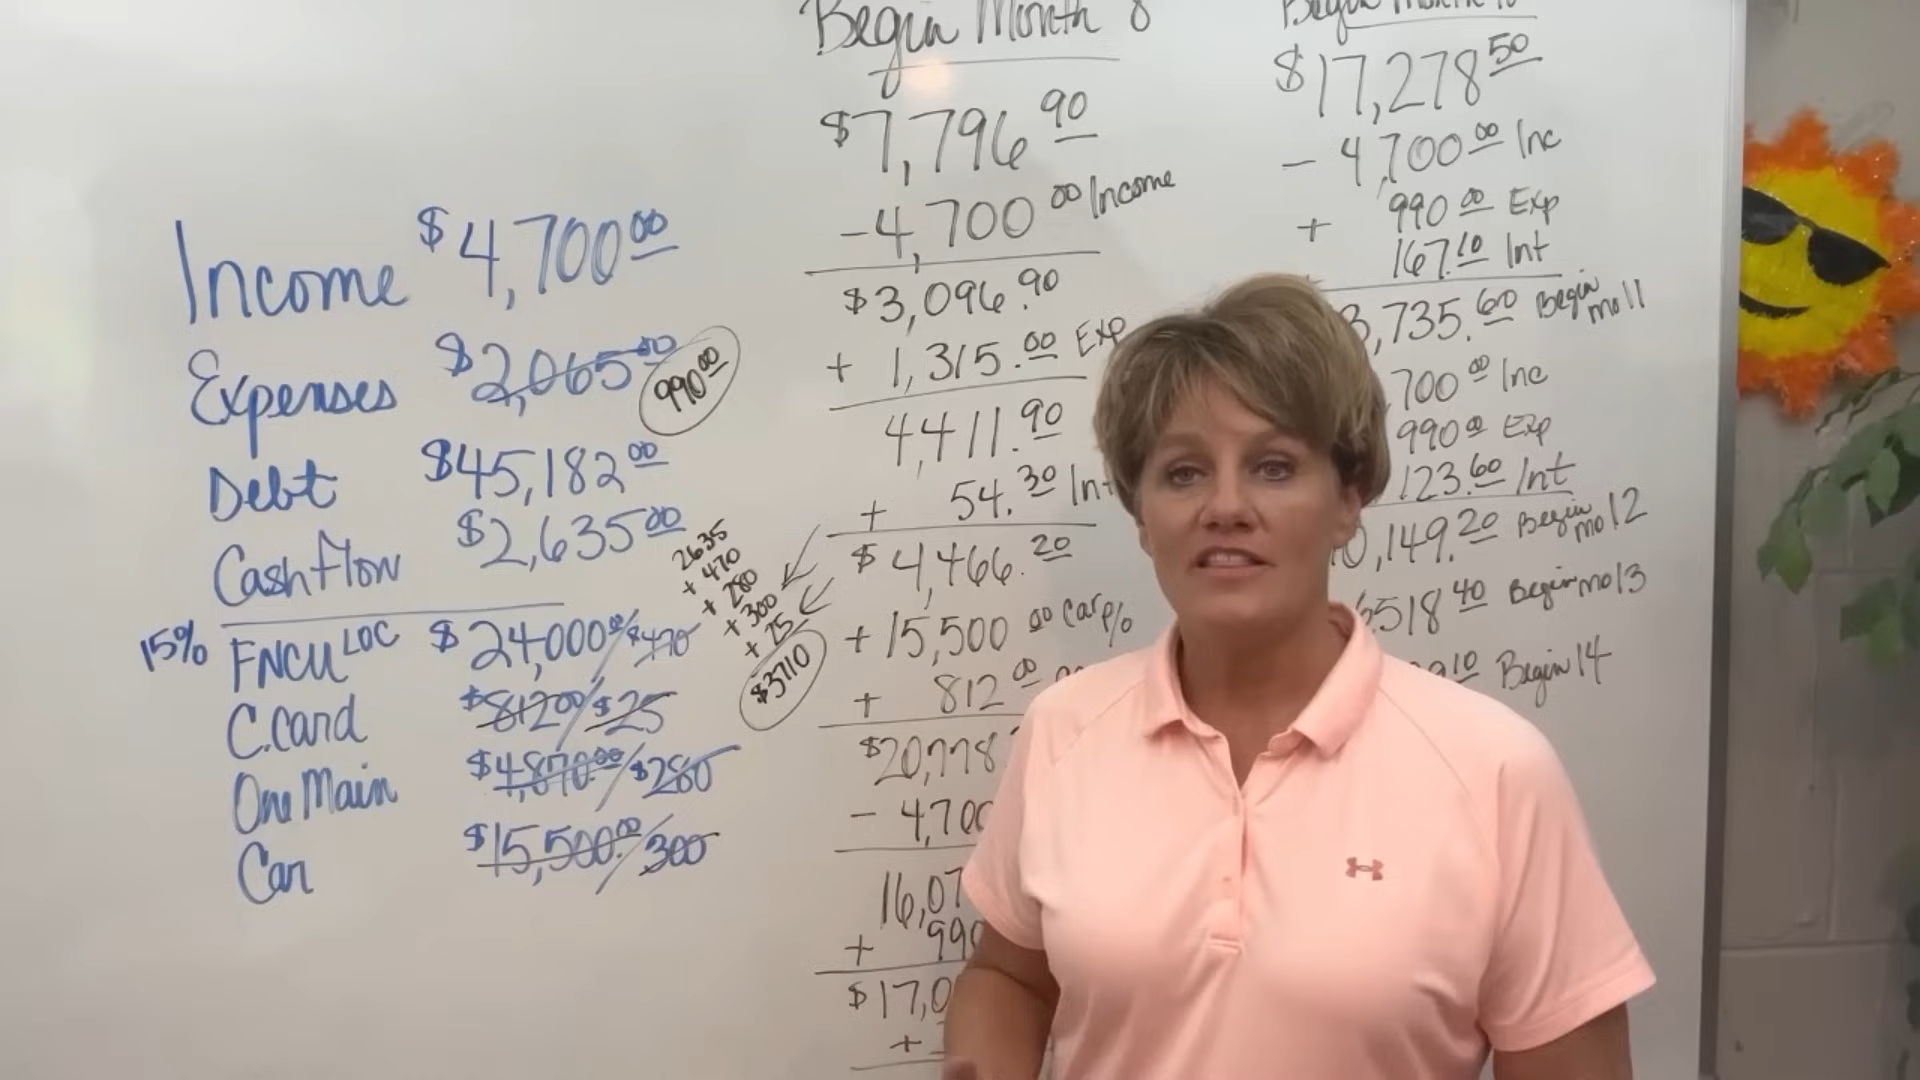 Income $4,700.00
Expenses $2,065.00 990.00
Debt $45,182.00
Cashflow $2,635.00
2635
+ 470
+ 280
+ 300
+ 25
$3710
15% FNCU LOC $24,000.00/$470
C.Card $812.00/$25
One Main $4,870.00/$280
Car $15,500.00/300
Begin Month 8
$7,796.90
-4,700.00 Income
$3,096.90
+ 1,315.00 Exp
4,411.90
+ 54.30 Int
$4,466.20
+ 15,500.00 Car p/o
+ 812.00
$20,778
- 4,700
16,07
+ 990
$17,0
+
$17,278.50
- 4,700.00 Inc
+ 990.00 Exp
167.10 Int
3,735.60 Begin mo 11
700.00 Inc
990.00 Exp
123.60 Int
0,149.20 Begin mo 12
6518.40 Begin mo 13
10 Begin 14